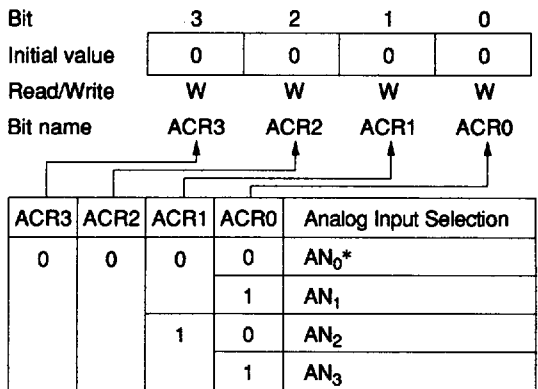 Bit 3 2 1 0
Initial value 0 0 0 0
Read/Write W W W W
Bit name ACR3 ACR2 ACR1 ACR0
ACR3 ACR2 ACR1 ACR0 Analog Input Selection
0 0 0 0 AN₀*
1 AN₁
1 0 AN₂
1 AN₃